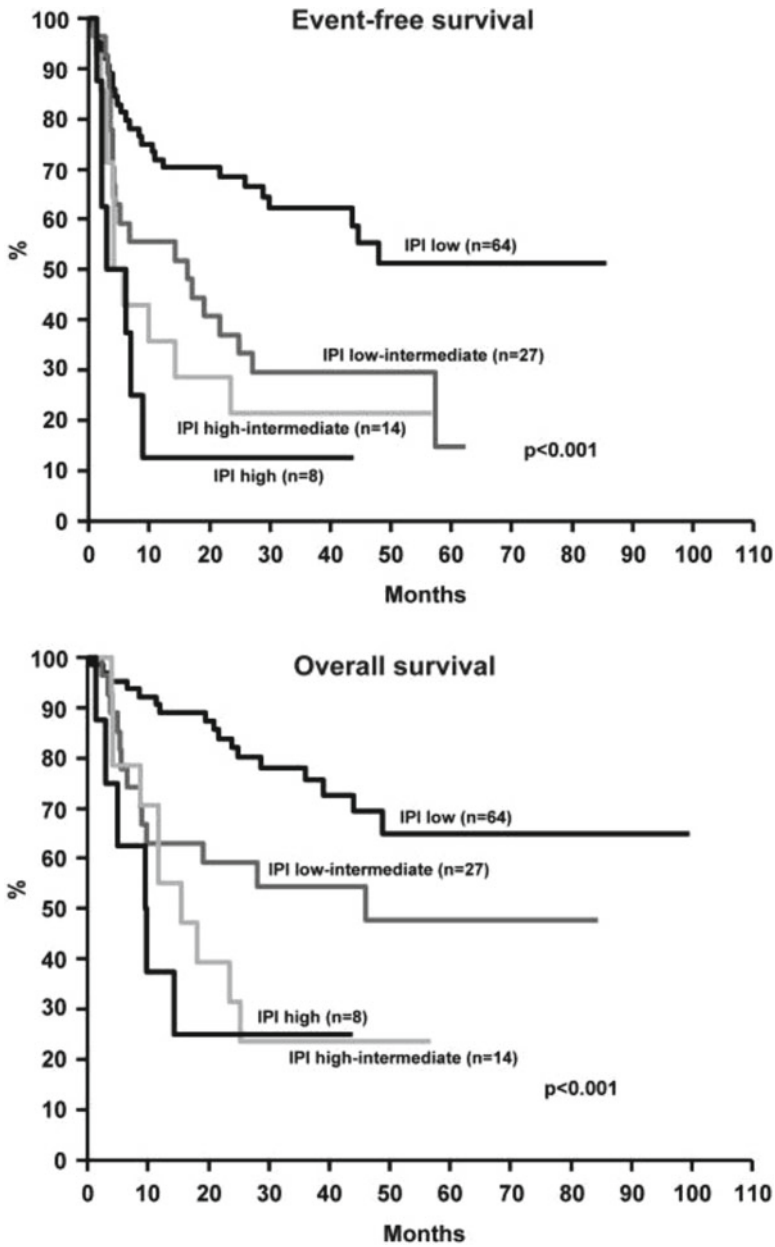 Event-free survival
100
90
80
70
60
50
40
30
20
10
0
%
IPI low (n=64)
IPI low-intermediate (n=27)
IPI high-intermediate (n=14)
p<0.001
IPI high (n=8)
0 10 20 30 40 50 60 70 80 90 100 110
Months
Overall survival
100
90
80
70
60
50
40
30
20
10
0
%
IPI low (n=64)
IPI low-intermediate (n=27)
IPI high (n=8)
IPI high-intermediate (n=14)
p<0.001
0 10 20 30 40 50 60 70 80 90 100 110
Months